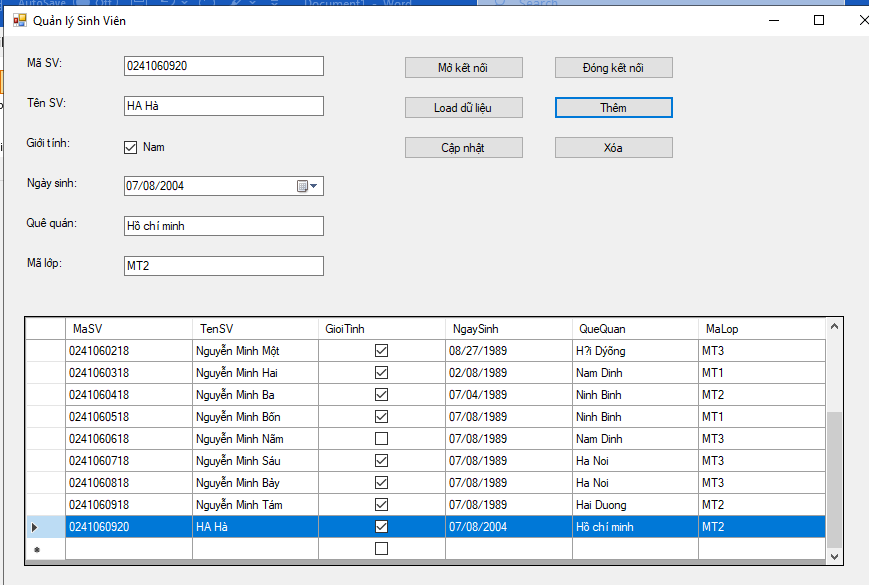 AutoSave Off Document1 - Word Search
Quản lý Sinh Viên
Mã SV: 0241060920 Mở kết nối Đóng kết nối
Tên SV: HA Hà Load dữ liệu Thêm
Giới tính: Nam Cập nhật Xóa
Ngày sinh: 07/08/2004
Quê quán: Hồ chí minh
Mã lớp: MT2
MaSV TenSV GioiTinh NgaySinh QueQuan MaLop
0241060218 Nguyễn Minh Một 08/27/1989 H?i Dýõng MT3
0241060318 Nguyễn Minh Hai 02/08/1989 Nam Dinh MT1
0241060418 Nguyễn Minh Ba 07/04/1989 Ninh Binh MT2
0241060518 Nguyễn Minh Bốn 07/08/1989 Ninh Binh MT1
0241060618 Nguyễn Minh Năm 07/08/1989 Nam Dinh MT3
0241060718 Nguyễn Minh Sáu 07/08/1989 Ha Noi MT3
0241060818 Nguyễn Minh Bảy 07/08/1989 Ha Noi MT3
0241060918 Nguyễn Minh Tám 07/08/1989 Hai Duong MT2
0241060920 HA Hà 07/08/2004 Hồ chí minh MT2